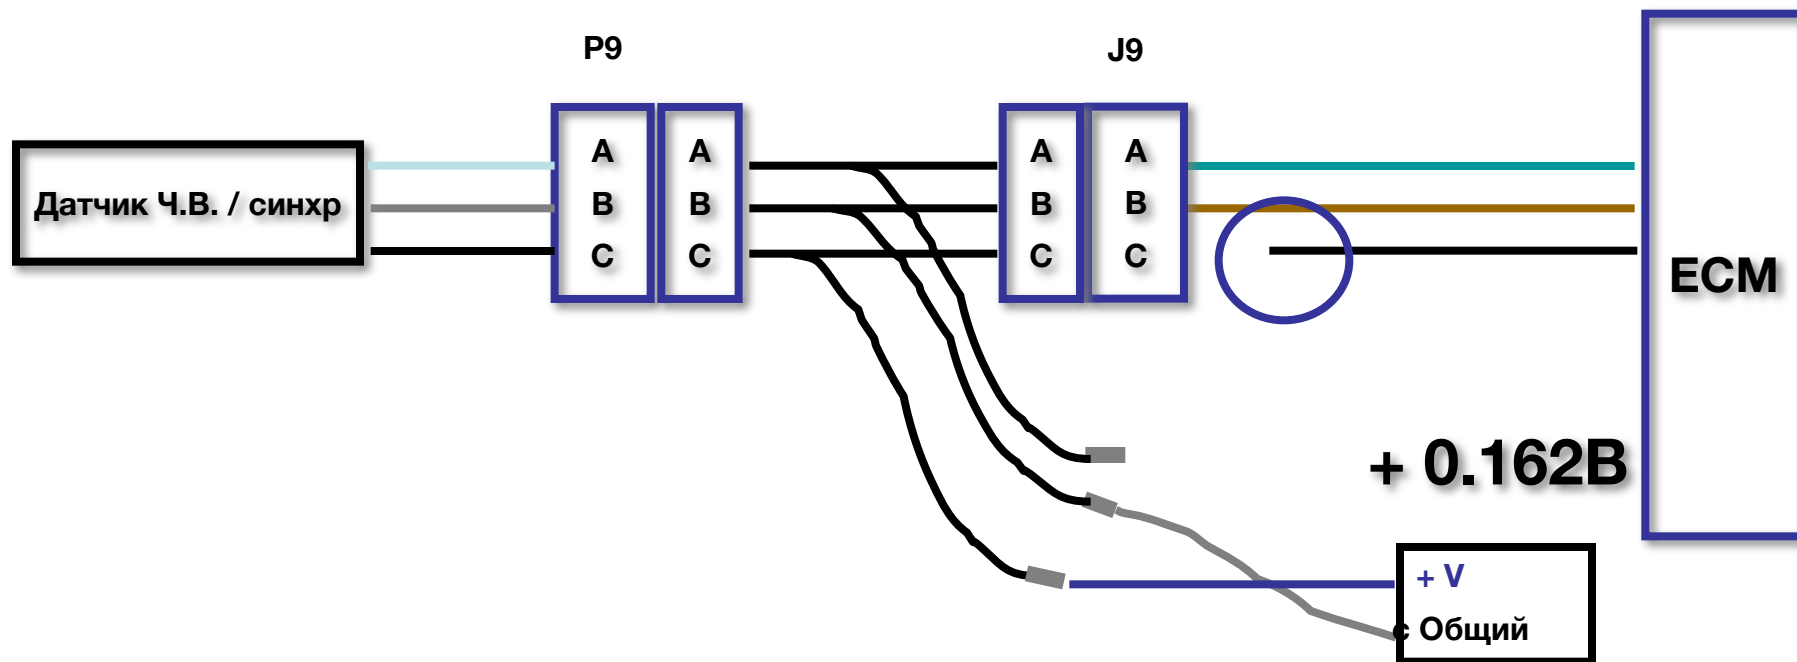 P9
J9
A
A
A
A
Датчик Ч.В. / синхр
B
B
B
B
C
C
C
C
ECM
+ 0.162В
+ V
с Общий